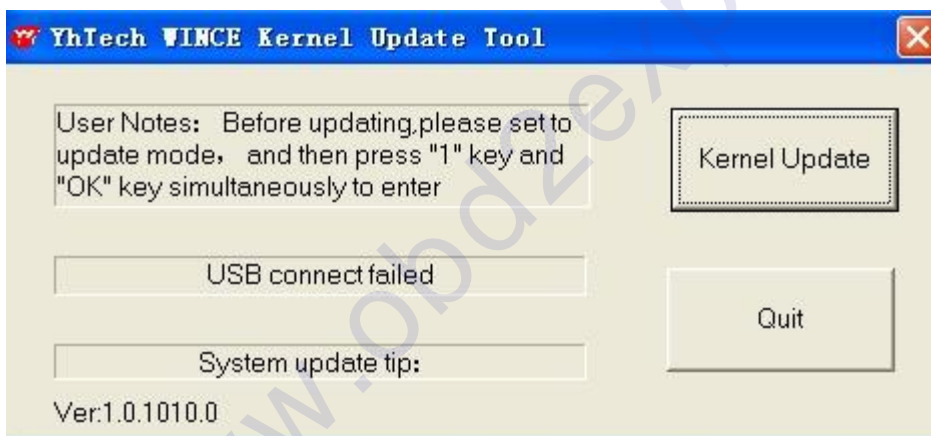 YhTech WINCE Kernel Update Tool
User Notes： Before updating,please set to
update mode， and then press "1" key and
"OK" key simultaneously to enter
Kernel Update
USB connect failed
Quit
System update tip：
Ver:1.0.1010.0